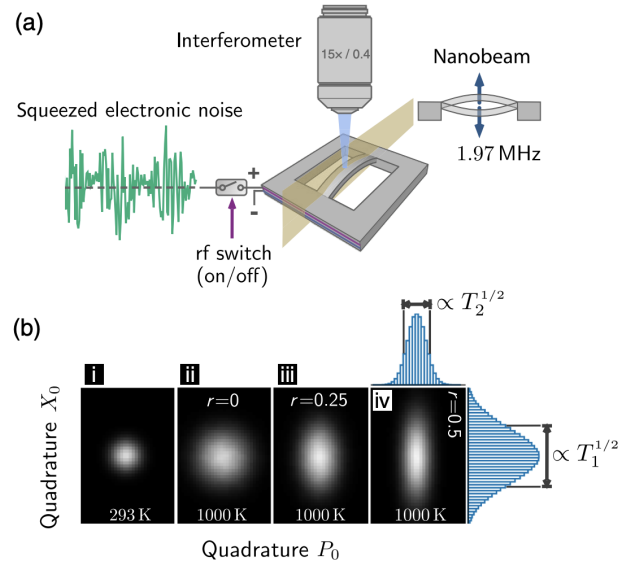 (a)
Interferometer
15x / 0.4
Nanobeam
Squeezed electronic noise
1.97 MHz
+
-
rf switch
(on/off)
∝ T₂^1/2
(b)
i
ii
iii
iv
r=0
r=0.25
r=0.5
Quadrature X₀
∝ T₁^1/2
293 K
1000 K
1000 K
1000 K
Quadrature P₀